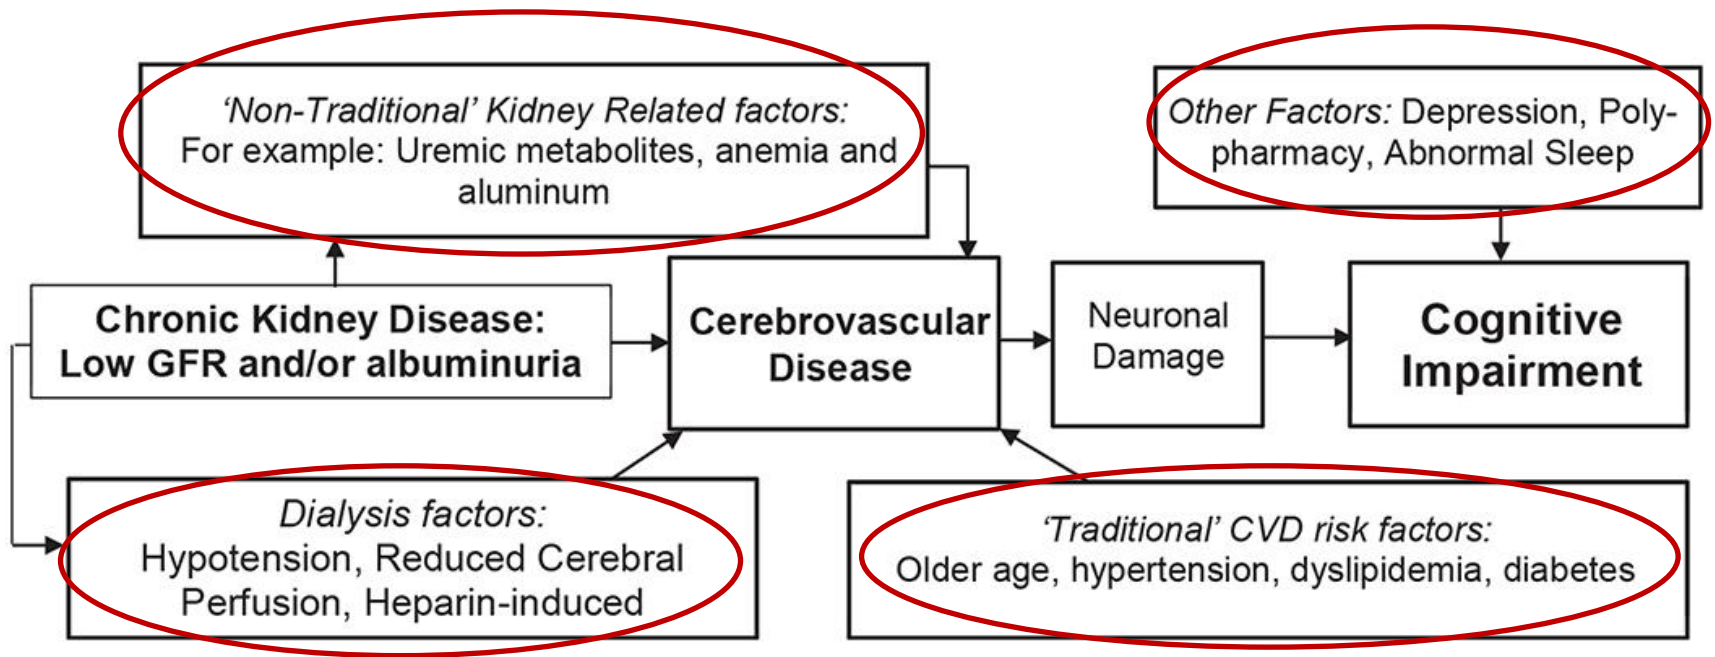 ‘Non-Traditional’ Kidney Related factors:
For example: Uremic metabolites, anemia and
aluminum
Other Factors: Depression, Poly-
pharmacy, Abnormal Sleep
Chronic Kidney Disease:
Low GFR and/or albuminuria
Cerebrovascular
Disease
Neuronal
Damage
Cognitive
Impairment
Dialysis factors:
Hypotension, Reduced Cerebral
Perfusion, Heparin-induced
‘Traditional’ CVD risk factors:
Older age, hypertension, dyslipidemia, diabetes